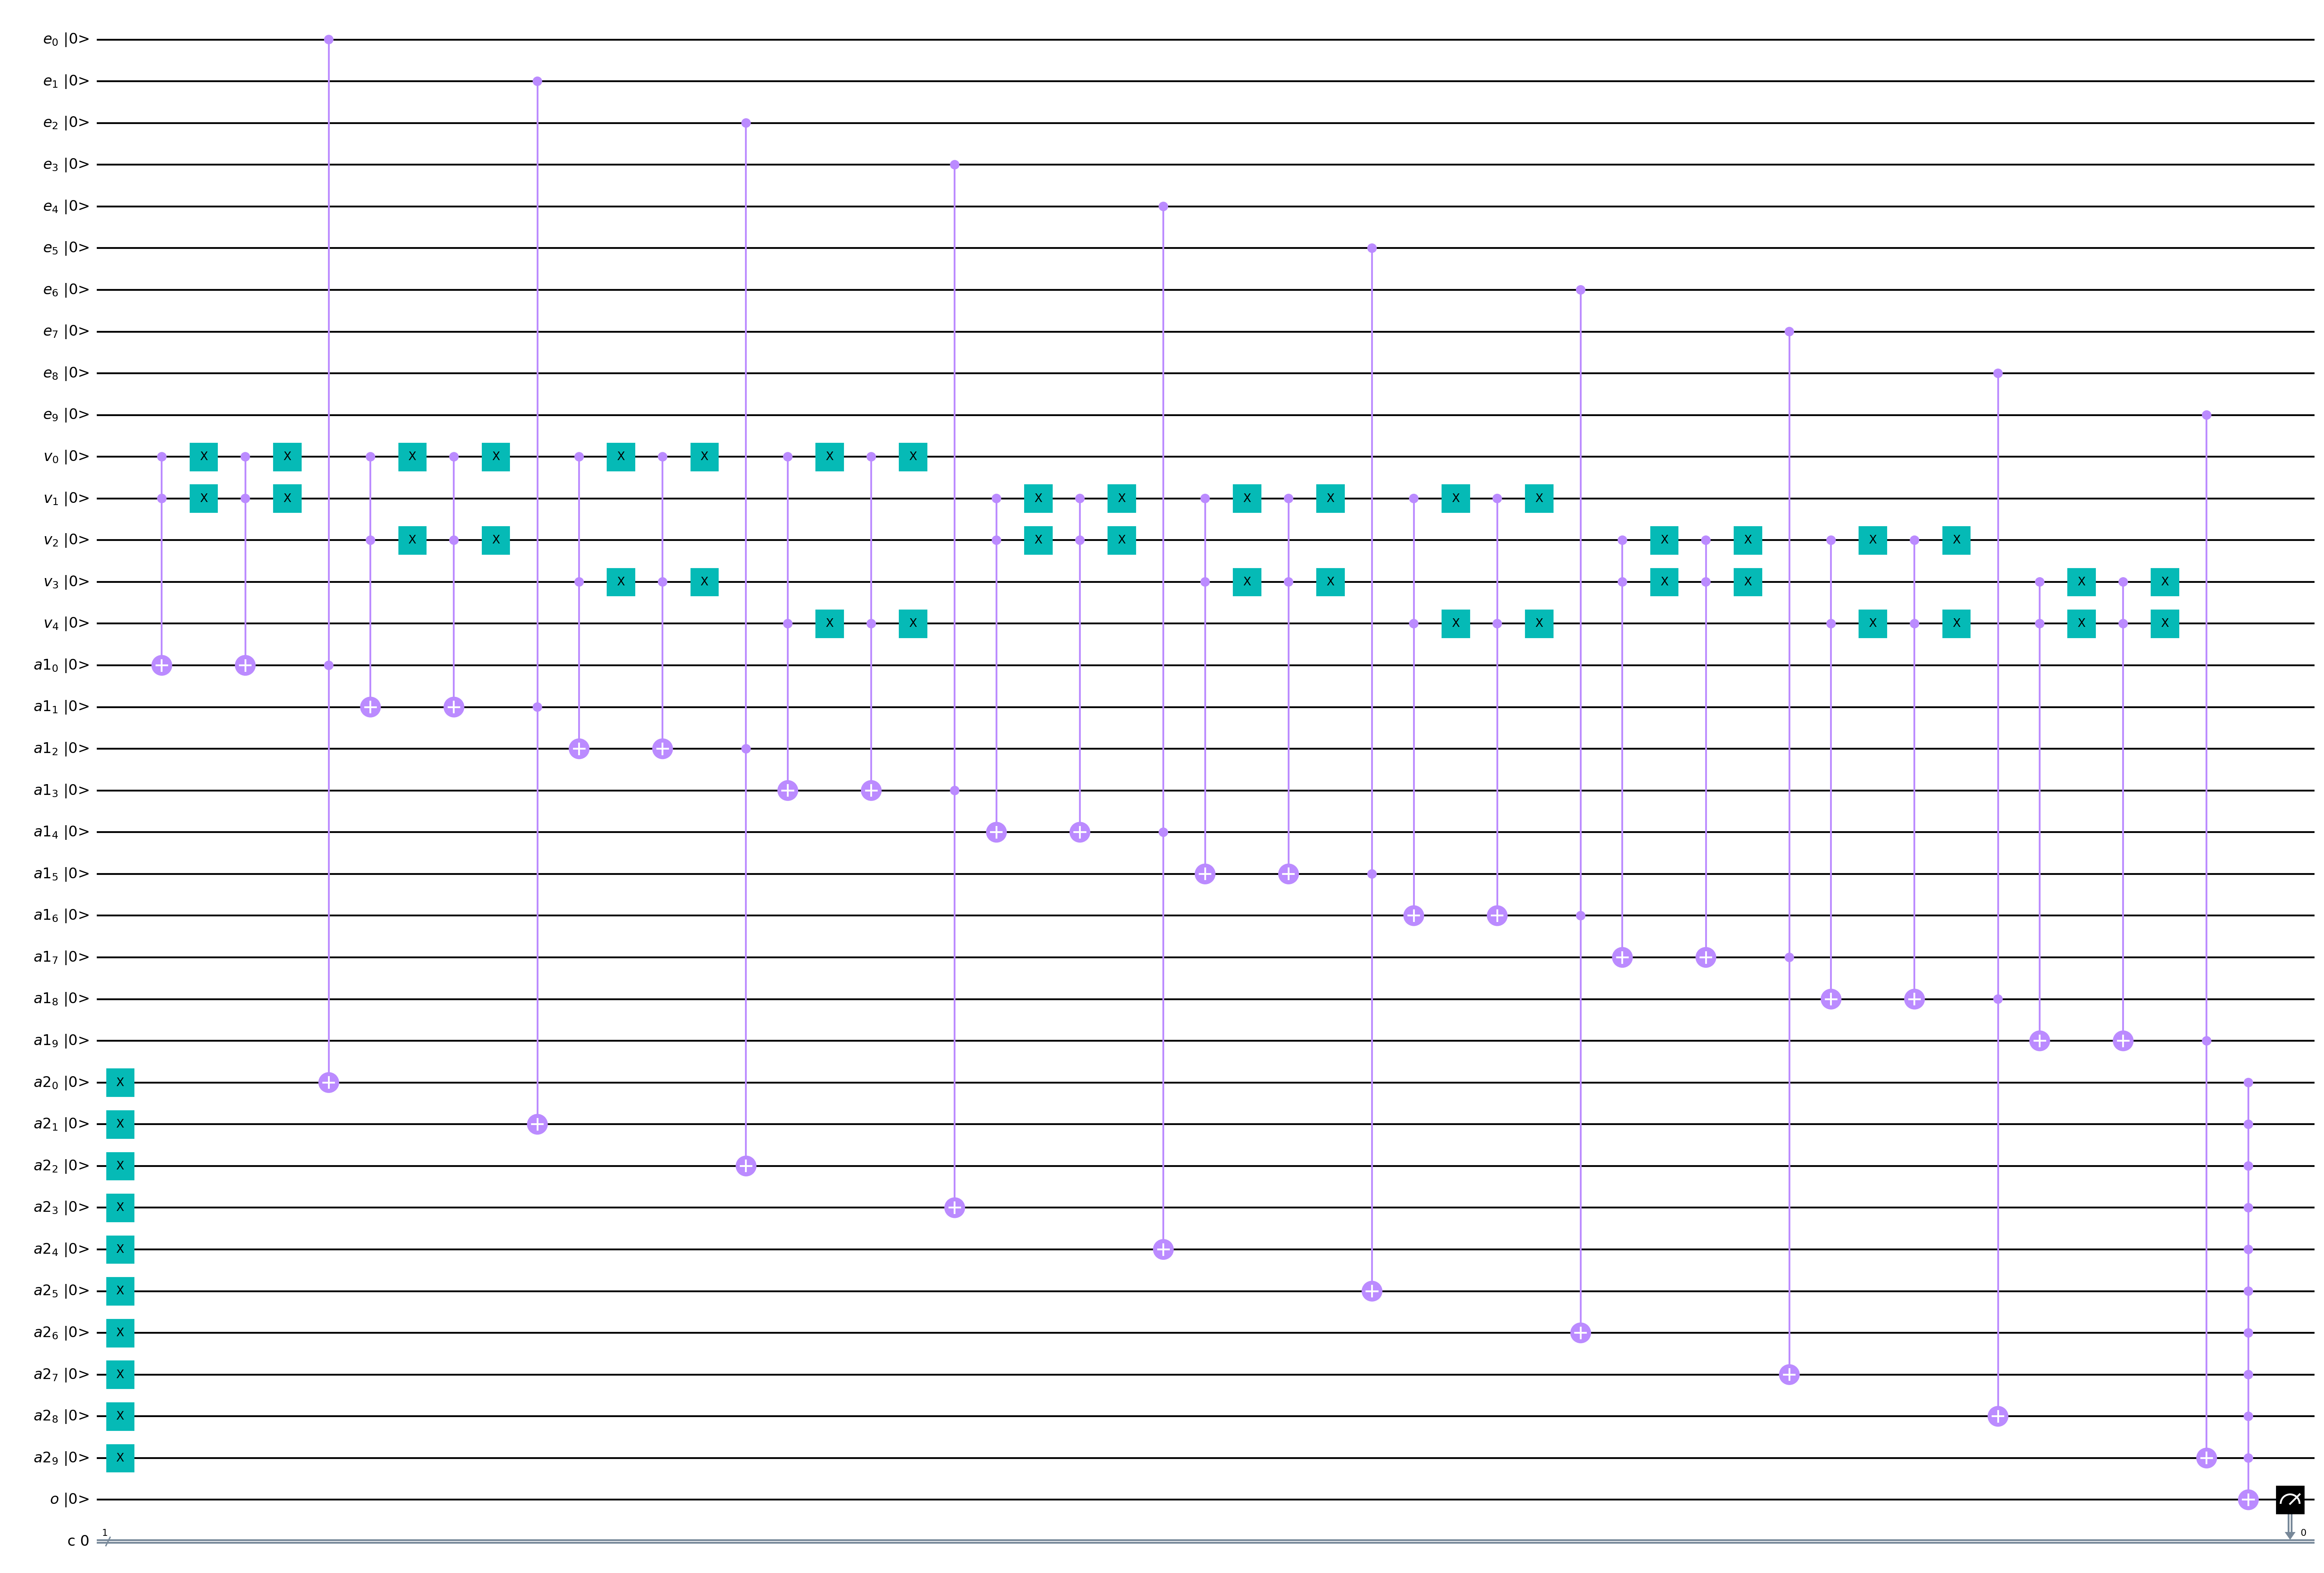 e₀ |0>
e₁ |0>
e₂ |0>
e₃ |0>
e₄ |0>
e₅ |0>
e₆ |0>
e₇ |0>
e₈ |0>
e₉ |0>
v₀ |0> X X X X X X X X
v₁ |0> X X X X X X X X
v₂ |0> X X X X X X X X
v₃ |0> X X X X X X X X
v₄ |0> X X X X X X X X
a1₀ |0>
a1₁ |0>
a1₂ |0>
a1₃ |0>
a1₄ |0>
a1₅ |0>
a1₆ |0>
a1₇ |0>
a1₈ |0>
a1₉ |0>
a2₀ |0> X
a2₁ |0> X
a2₂ |0> X
a2₃ |0> X
a2₄ |0> X
a2₅ |0> X
a2₆ |0> X
a2₇ |0> X
a2₈ |0> X
a2₉ |0> X
o |0>
c 0 1 0